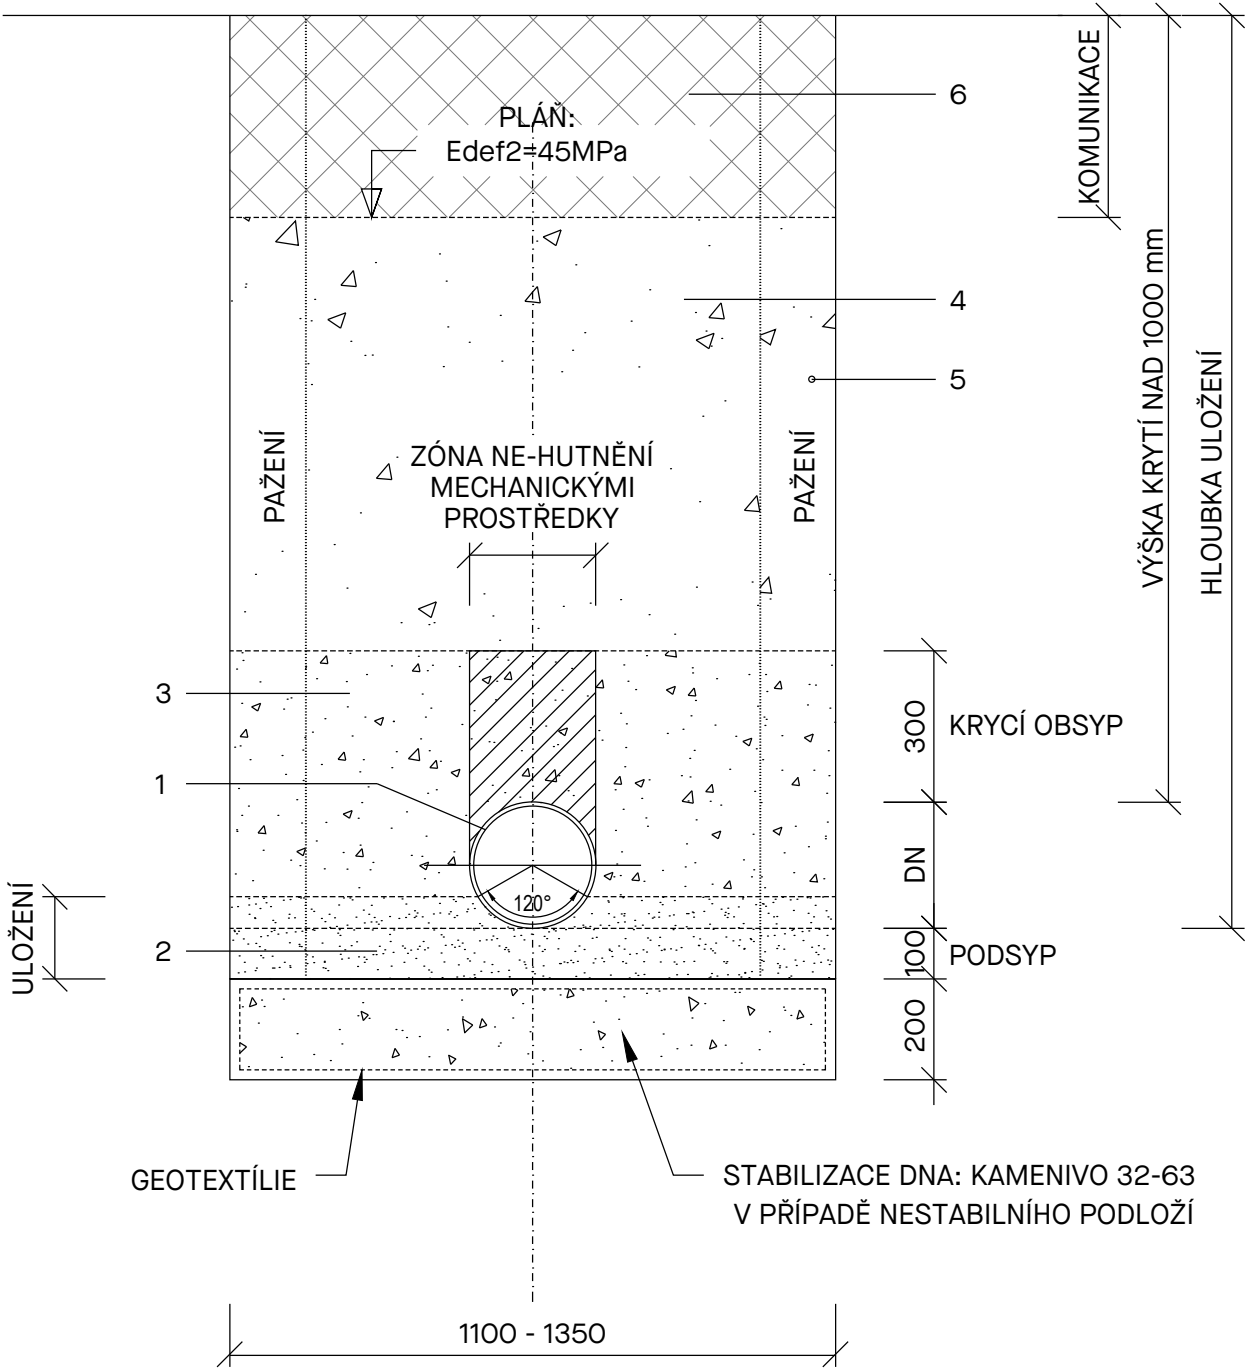 6
PLÁŇ:
Edef2=45MPa
KOMUNIKACE
4
5
VÝŠKA KRYTÍ NAD 1000 mm
HLOUBKA ULOŽENÍ
PAŽENÍ
ZÓNA NE-HUTNĚNÍ
MECHANICKÝMI
PROSTŘEDKY
PAŽENÍ
3
300
KRYCÍ OBSYP
1
DN
120°
ULOŽENÍ
2
100
PODSYP
200
GEOTEXTÍLIE
STABILIZACE DNA: KAMENIVO 32-63
V PŘÍPADĚ NESTABILNÍHO PODLOŽÍ
1100 - 1350